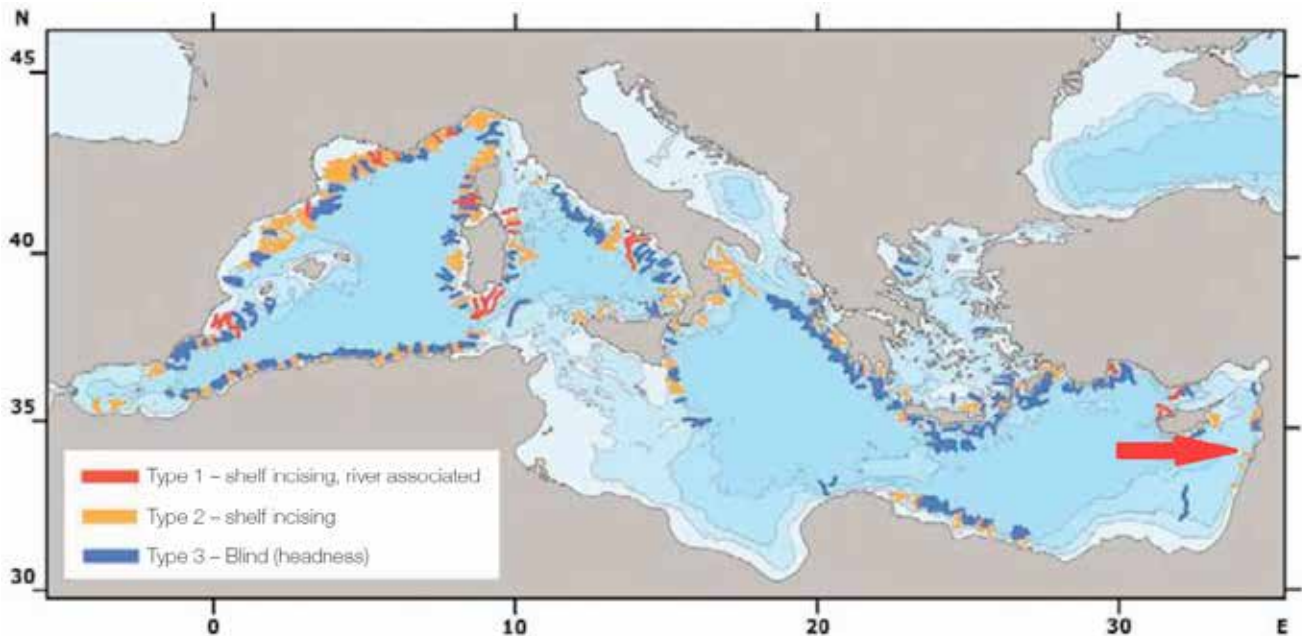 N
45
40
35
30
Type 1 – shelf incising, river associated
Type 2 – shelf incising
Type 3 – Blind (headness)
0
10
20
30
E